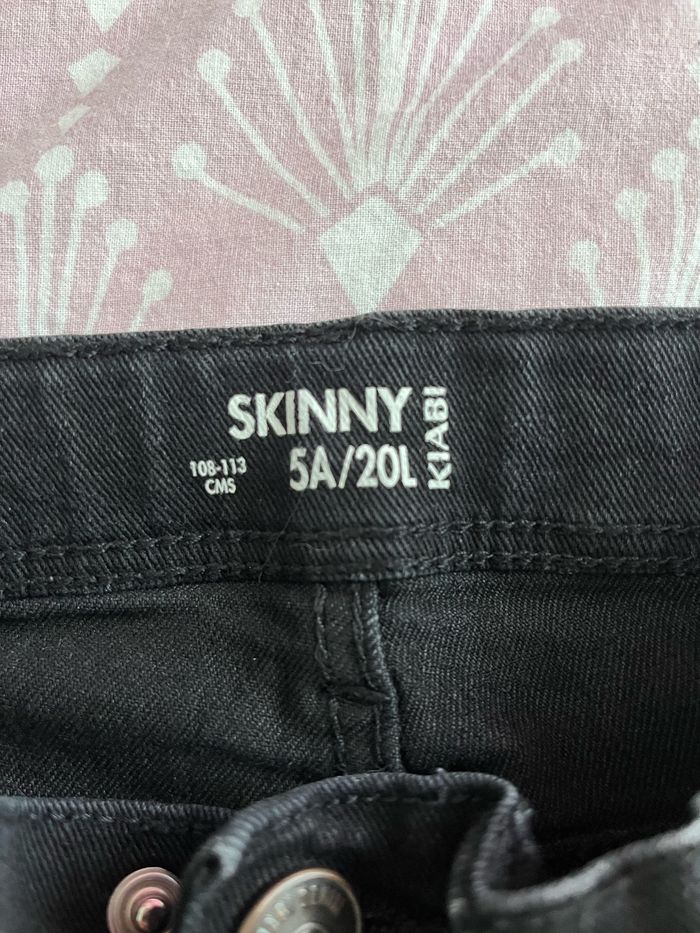 SKINNY
108-113
CMS
5A/20L
KIABI